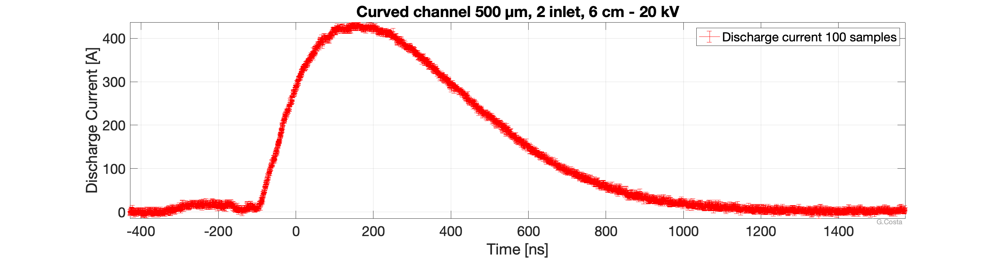 Curved channel 500 µm, 2 inlet, 6 cm - 20 kV
Discharge current 100 samples
Discharge Current [A]
400
300
200
100
0
-400 -200 0 200 400 600 800 1000 1200 1400
G.Costa
Time [ns]